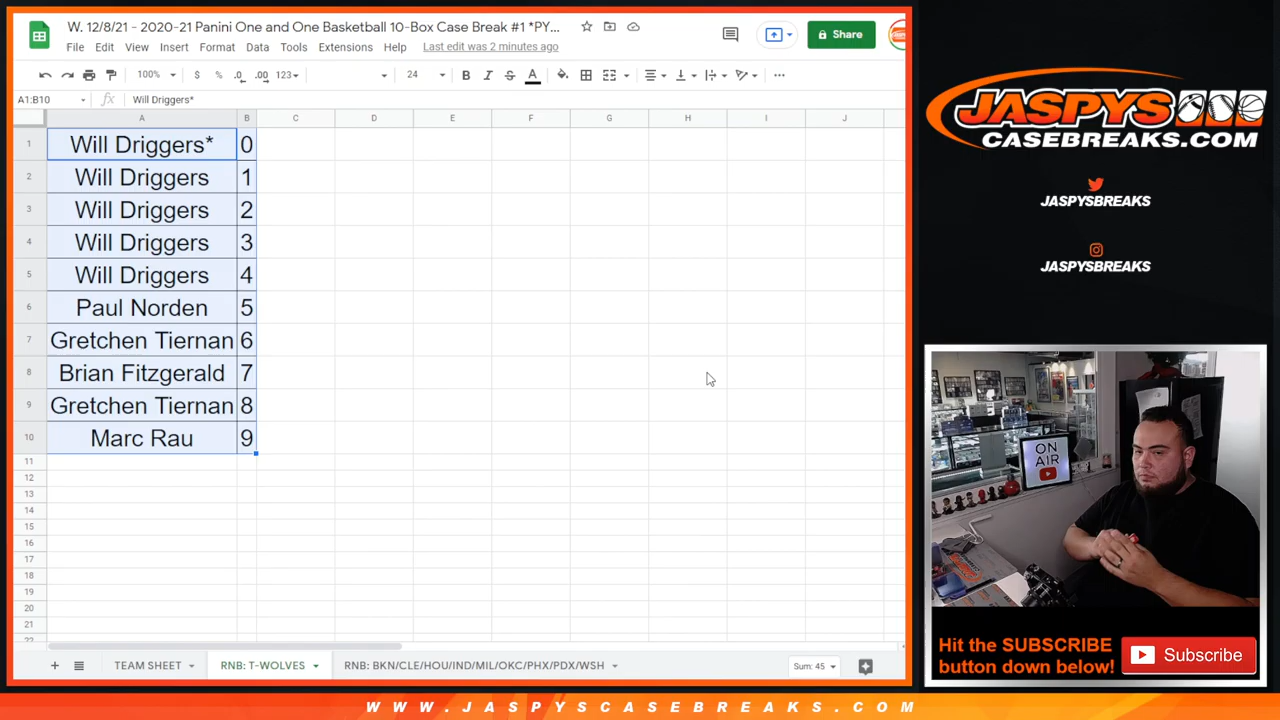 W. 12/8/21 - 2020-21 Panini One and One Basketball 10-Box Case Break #1 *PY...
File Edit View Insert Format Data Tools Extensions Help Last edit was 2 minutes ago
Share
100% $ % .0 .00 123 24 B I S A
A1:B10 fx Will Driggers*
A B C D E F G H I J
1 Will Driggers* 0
2 Will Driggers 1
3 Will Driggers 2
4 Will Driggers 3
5 Will Driggers 4
6 Paul Norden 5
7 Gretchen Tiernan 6
8 Brian Fitzgerald 7
9 Gretchen Tiernan 8
10 Marc Rau 9
11
12
13
14
15
16
17
18
19
20
21
22
TEAM SHEET RNB: T-WOLVES RNB: BKN/CLE/HOU/IND/MIL/OKC/PHX/PDX/WSH Sum: 45
JASPYS
CASEBREAKS.COM
JASPYSBREAKS
JASPYSBREAKS
ON
AIR
Hit the SUBSCRIBE
button down below!
Subscribe
WWW.JASPYSCASEBREAKS.COM